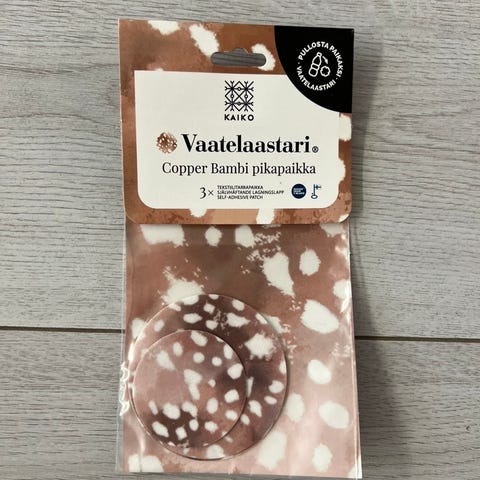 PULLOSTA PAIKAKSI
VAATELAASTARI
KAIKO
Vaatelaastari®
Copper Bambi pikapaikka
3×
TEKSTIILITARRAPAIKKA
SJÄLVHÄFTANDE LAGNINGSLAPP
SELF-ADHESIVE PATCH